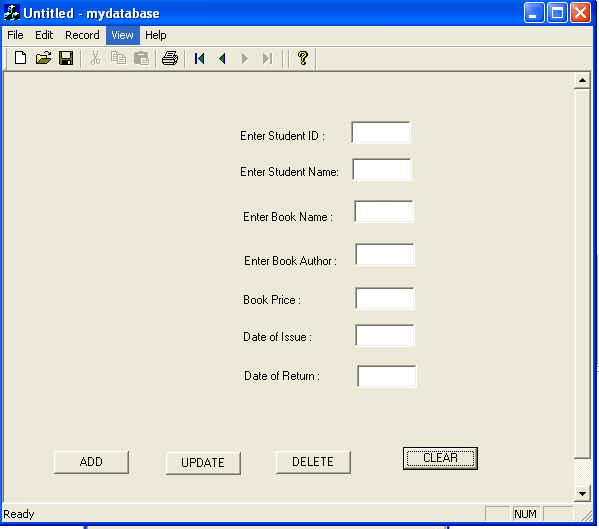 Untitled - mydatabase
File Edit Record View Help
Enter Student ID :
Enter Student Name:
Enter Book Name :
Enter Book Author :
Book Price :
Date of Issue :
Date of Return :
ADD UPDATE DELETE CLEAR
Ready NUM